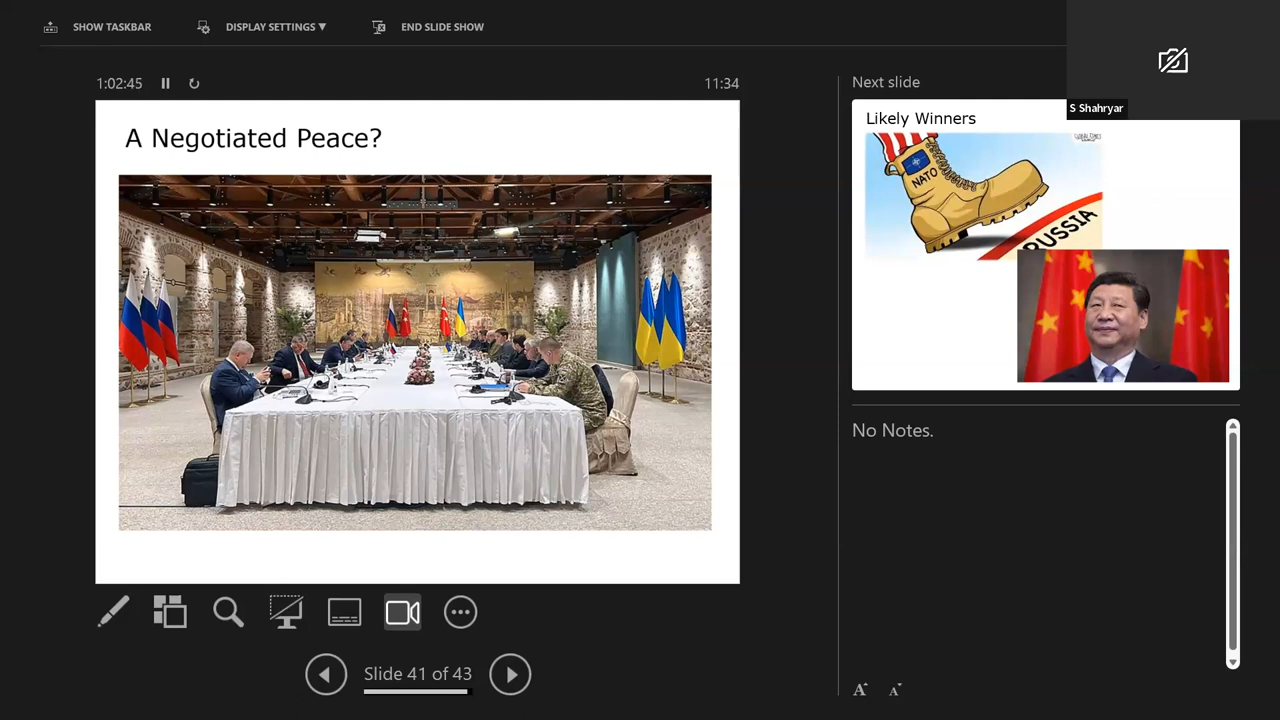 SHOW TASKBAR
DISPLAY SETTINGS ▼
END SLIDE SHOW
1:02:45
11:34
A Negotiated Peace?
Next slide
S Shahryar
Likely Winners
NATO
RUSSIA
No Notes.
Slide 41 of 43
A A